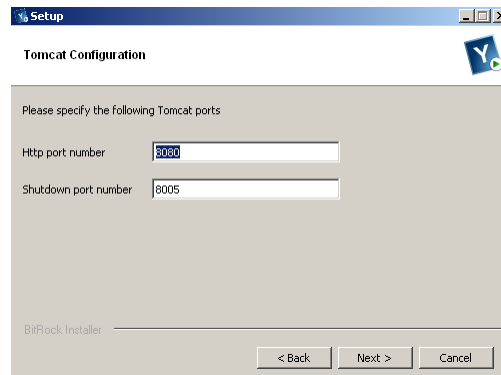 Setup
Tomcat Configuration
Y
Please specify the following Tomcat ports
Http port number 8080
Shutdown port number 8005
BitRock Installer
< Back Next > Cancel